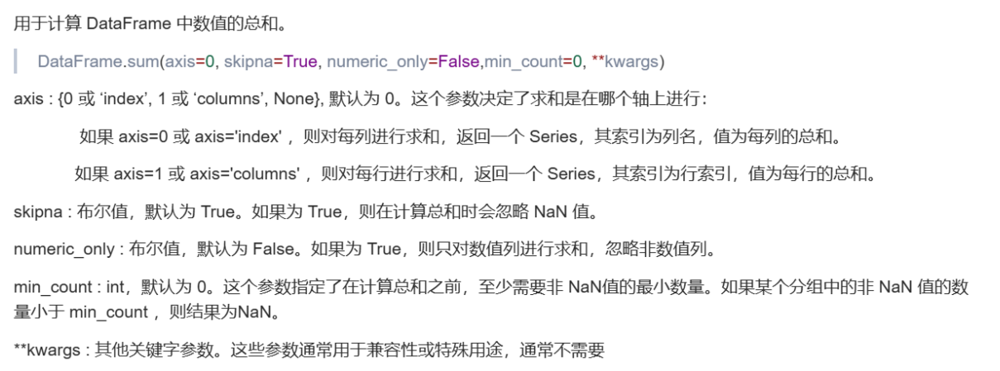 用于计算 DataFrame 中数值的总和。
DataFrame.sum(axis=0, skipna=True, numeric_only=False,min_count=0, **kwargs)
axis : {0 或 ‘index’, 1 或 ‘columns’, None}, 默认为 0。这个参数决定了求和是在哪个轴上进行：
如果 axis=0 或 axis='index' ，则对每列进行求和，返回一个 Series，其索引为列名，值为每列的总和。
如果 axis=1 或 axis='columns' ，则对每行进行求和，返回一个 Series，其索引为行索引，值为每行的总和。
skipna : 布尔值，默认为 True。如果为 True，则在计算总和时会忽略 NaN 值。
numeric_only : 布尔值，默认为 False。如果为 True，则只对数值列进行求和，忽略非数值列。
min_count : int，默认为 0。这个参数指定了在计算总和之前，至少需要非 NaN值的最小数量。如果某个分组中的非 NaN 值的数
量小于 min_count ，则结果为NaN。
**kwargs : 其他关键字参数。这些参数通常用于兼容性或特殊用途，通常不需要